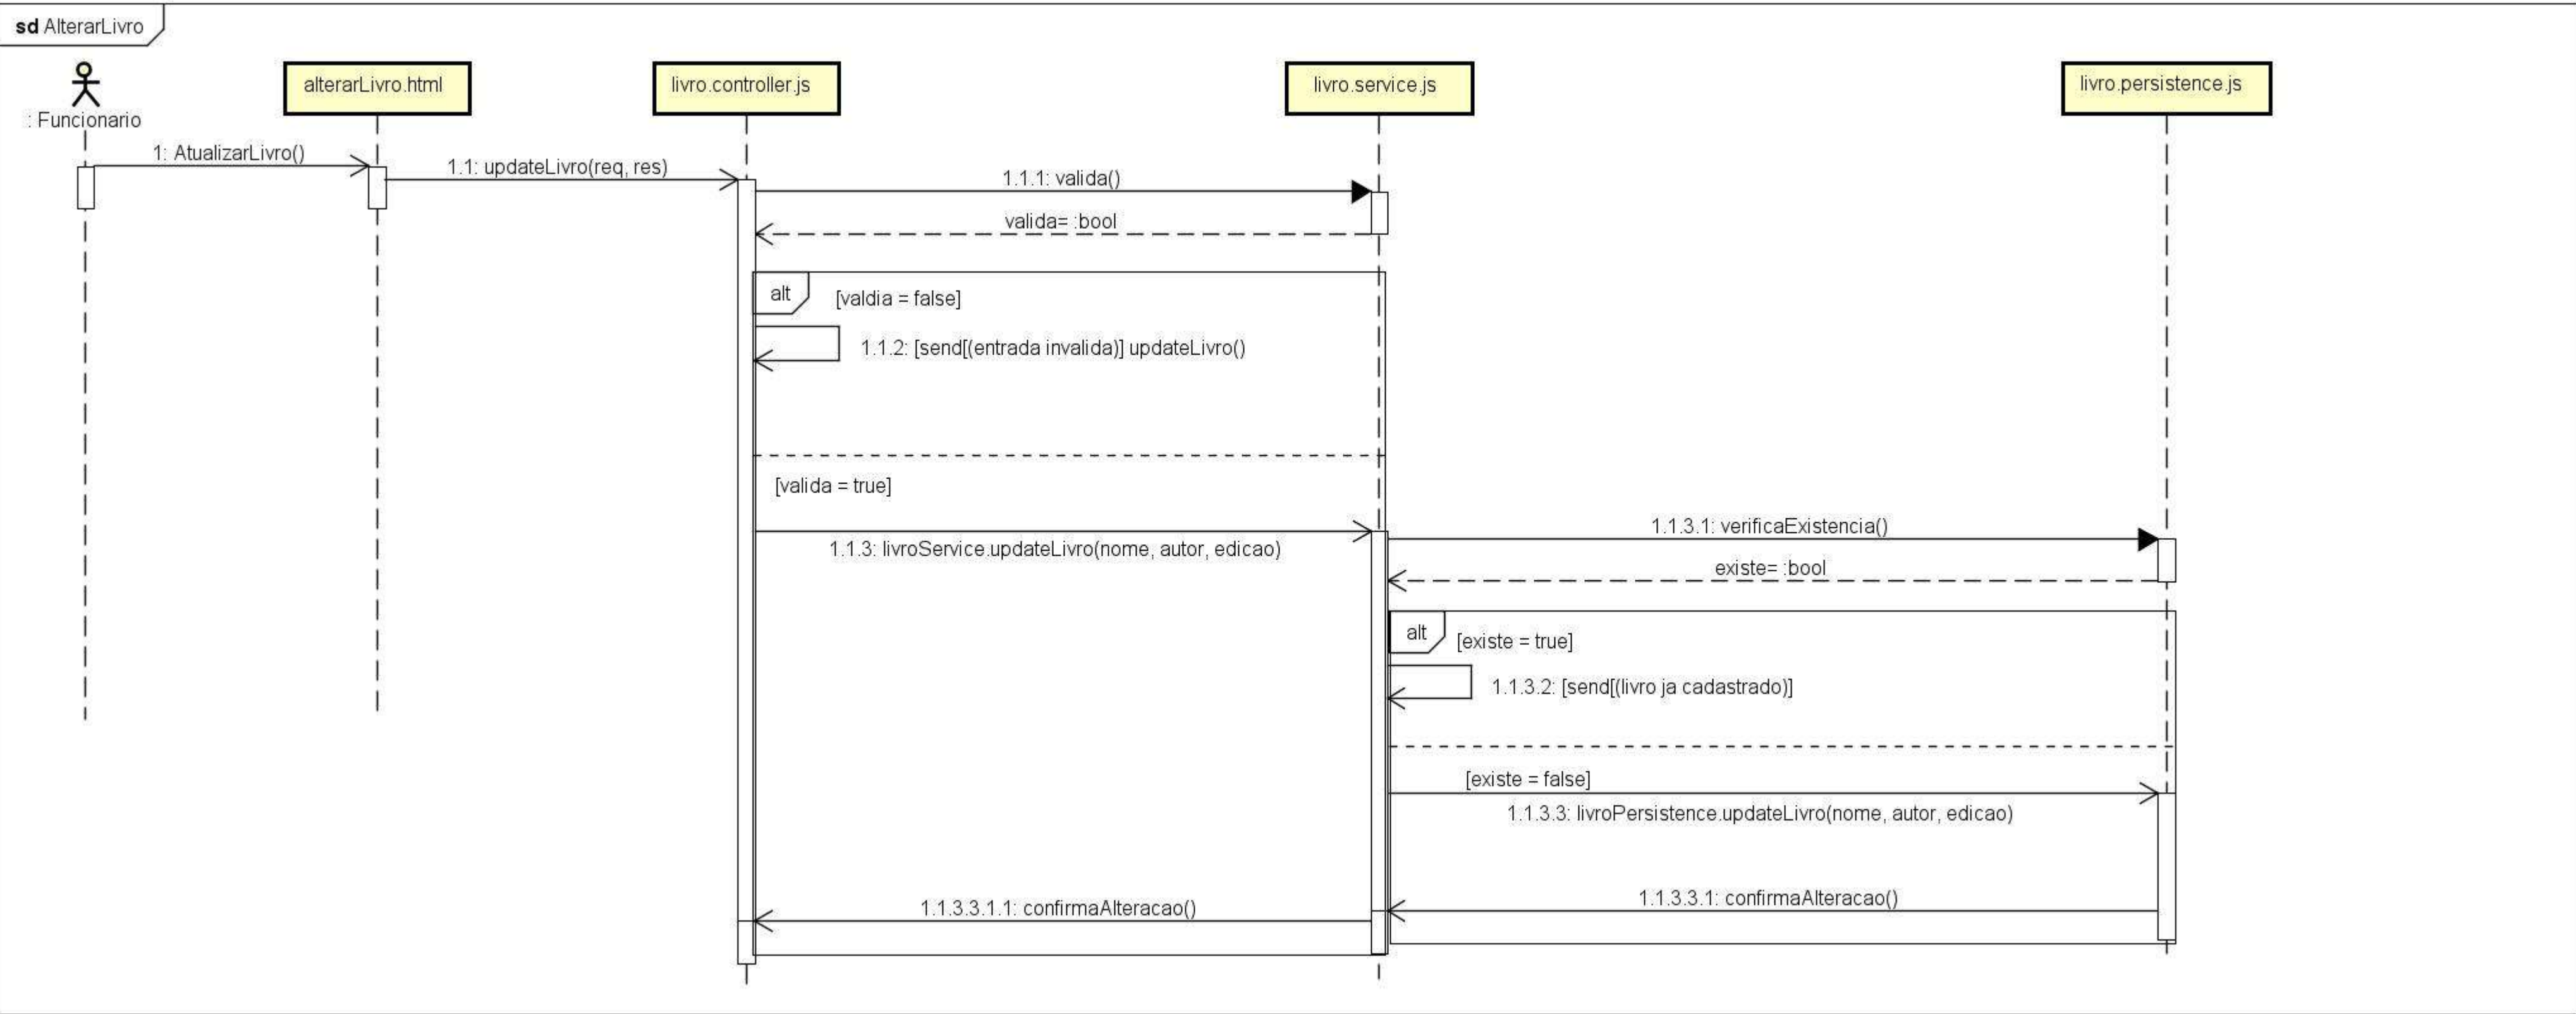 sd AlterarLivro
: Funcionario
alterarLivro.html
livro.controller.js
livro.service.js
livro.persistence.js
1: AtualizarLivro()
1.1: updateLivro(req, res)
1.1.1: valida()
valida= :bool
alt
[valdia = false]
1.1.2: [send[(entrada invalida)] updateLivro()
[valida = true]
1.1.3: livroService.updateLivro(nome, autor, edicao)
1.1.3.1: verificaExistencia()
existe= :bool
alt
[existe = true]
1.1.3.2: [send[(livro ja cadastrado)]
[existe = false]
1.1.3.3: livroPersistence.updateLivro(nome, autor, edicao)
1.1.3.3.1: confirmaAlteracao()
1.1.3.3.1.1: confirmaAlteracao()